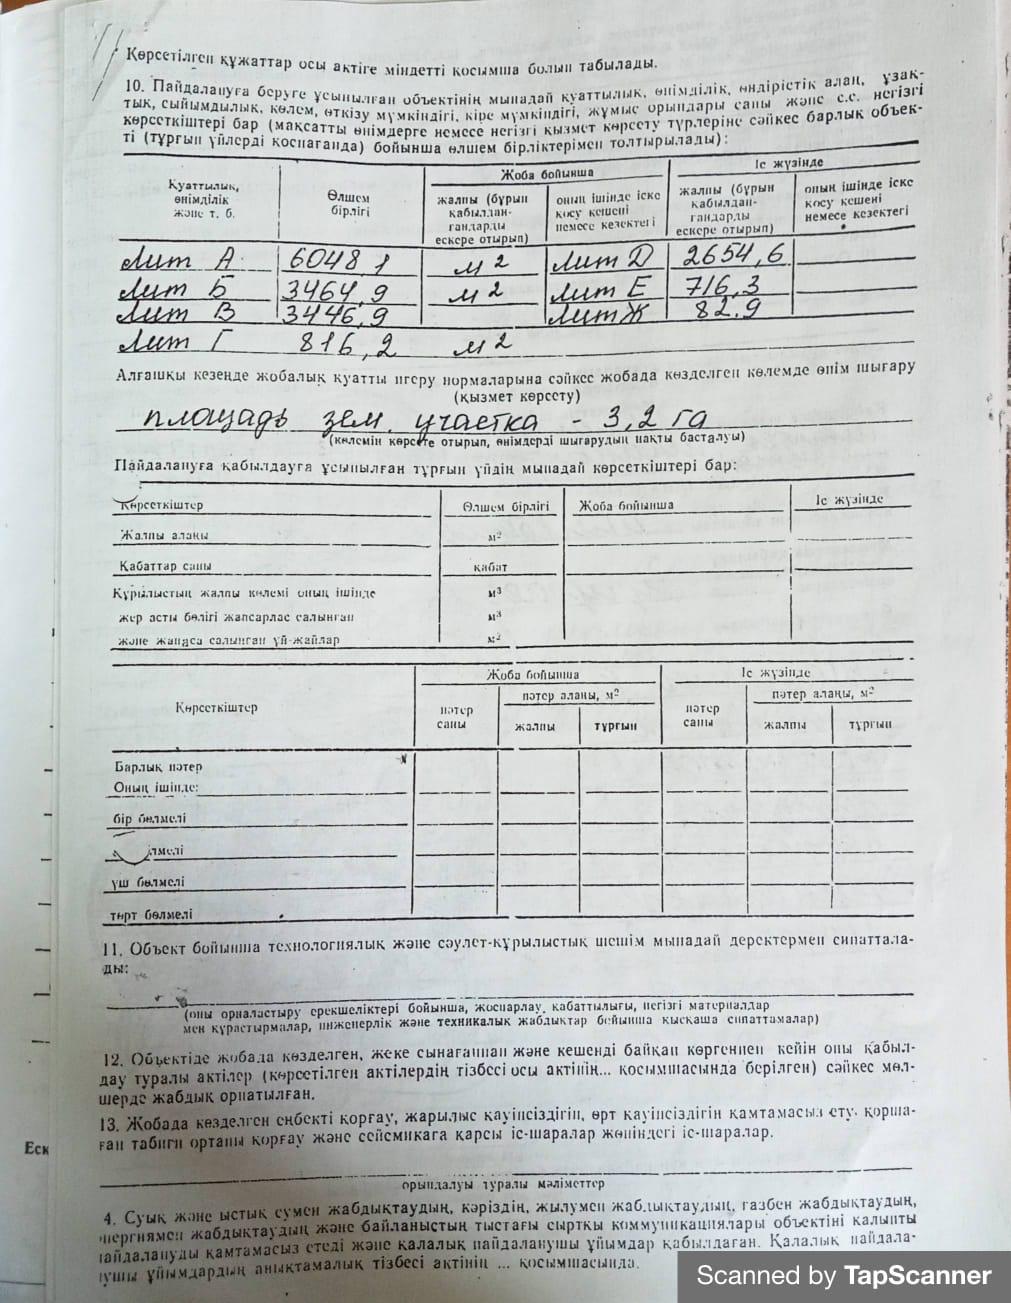 Көрсетілген құжаттар осы актіге міндетті қосымша болып табылады.
10. Пайдалануға беруге ұсынылған объектінің мынадай қуаттылық, өнімділік, өндірістік алаң, ұзақ-
тық, сыйымдылық, көлем, өткізу мүмкіндігі, кіре мүмкіндігі, жұмыс орындары саны және с.с. негізгі
көрсеткіштері бар (мақсатты өнімдерге немесе негізгі қызмет көрсету түрлеріне сәйкес барлық объек-
ті (тұрғын үйлерді қоспағанда) бойынша өлшем бірліктерімен толтырылады):
Қуаттылық, өнімділік және т. б.
Өлшем бірлігі
Жоба бойынша
Іс жүзінде
жалпы (бұрын қабылдан-ғандарды ескере отырып)
оның ішінде іске қосу кешені немесе кезектегі
жалпы (бұрын қабылдан-ғандарды ескере отырып)
оның ішінде іске қосу кешені немесе кезектегі
Лит А 6048,1 м2 Лит Д 2654,6
Лит Б 3464,9 м2 Лит Е 716,3
Лит В 3446,9 Лит Ж 82,9
Лит Г 816,2 м2
Алғашқы кезеңде жобалық қуатты игеру нормаларына сәйкес жобада көзделген көлемде өнім шығару
(қызмет көрсету)
площадь зем. участка - 3,2 га
(көлемін көрсете отырып, өнімдерді шығарудың нақты басталуы)
Пайдалануға қабылдауға ұсынылған тұрғын үйдің мынадай көрсеткіштері бар:
Көрсеткіштер Өлшем бірлігі Жоба бойынша Іс жүзінде
Жалпы алаңы м2
Қабаттар саны қабат
Құрылыстың жалпы көлемі оның ішінде м3
жер асты бөлігі жапсарлас салынған м3
және жанаса салынған үй-жайлар м2
Көрсеткіштер
Жоба бойынша Іс жүзінде
пәтер саны пәтер алаңы, м2 пәтер саны пәтер алаңы, м2
жалпы тұрғын жалпы тұрғын
Барлық пәтер
Оның ішінде:
бір бөлмелі
лмелі
үш бөлмелі
төрт бөлмелі
11. Объект бойынша технологиялық және сәулет-құрылыстық шешім мынадай деректермен сипаттала-
ды:
(оны орналастыру ерекшеліктері бойынша, жоспарлау, қабаттылығы, негізгі материалдар
мен құрастырмалар, инженерлік және техникалық жабдықтар бойынша қысқаша сипаттамалар)
12. Объектіде жобада көзделген, жеке сынағаннан және кешенді байқап көргеннен кейін оны қабыл-
дау туралы актілер (көрсетілген актілердің тізбесі осы актінің... қосымшасында берілген) сәйкес мөл-
шерде жабдық орнатылған.
13. Жобада көзделген еңбекті қорғау, жарылыс қауіпсіздігін, өрт қауіпсіздігін қамтамасыз ету, қорша-
ған табиғи ортаны қорғау және сейсмикаға қарсы іс-шаралар жөніндегі іс-шаралар.
Еск
орындалуы туралы мәліметтер
4. Суық және ыстық сумен жабдықтаудың, кәріздің, жылумен жабдықтаудың, газбен жабдықтаудың,
нергиямен жабдықтаудың және байланыстың тыстағы сыртқы коммуникациялары объектіні қалыпты
пайдалануды қамтамасыз етеді және қалалық пайдаланушы ұйымдар қабылдаған. Қалалық пайдала-
нушы ұйымдардың анықтамалық тізбесі актінің ... қосымшасында.
Scanned by TapScanner